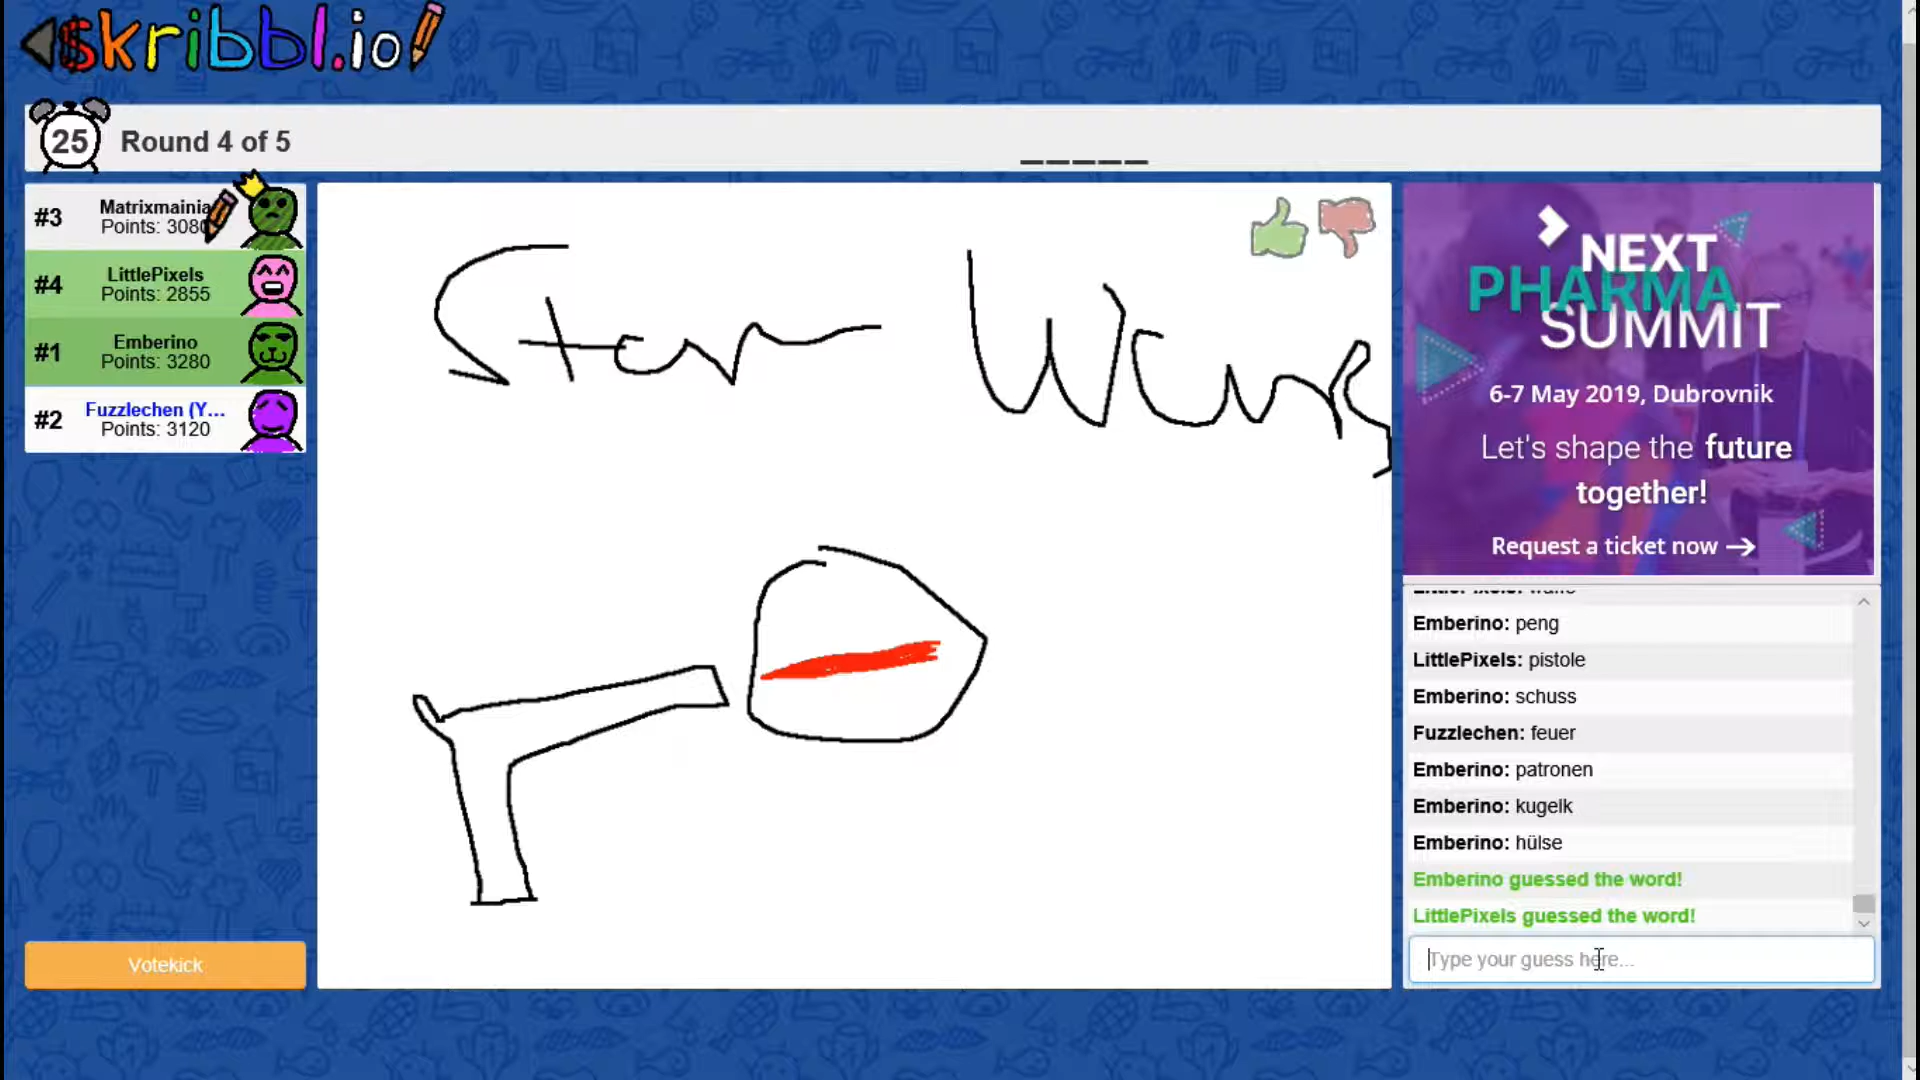 skribbl.io
25 Round 4 of 5
#3 Matrixmainia
Points: 3080
#4 LittlePixels
Points: 2855
#1 Emberino
Points: 3280
#2 Fuzzlechen (Y...
Points: 3120
Votekick
Star Wars
NEXT
PHARMA
SUMMIT
6-7 May 2019, Dubrovnik
Let's shape the future
together!
Request a ticket now
Emberino: peng
LittlePixels: pistole
Emberino: schuss
Fuzzlechen: feuer
Emberino: patronen
Emberino: kugelk
Emberino: hülse
Emberino guessed the word!
LittlePixels guessed the word!
Type your guess here...